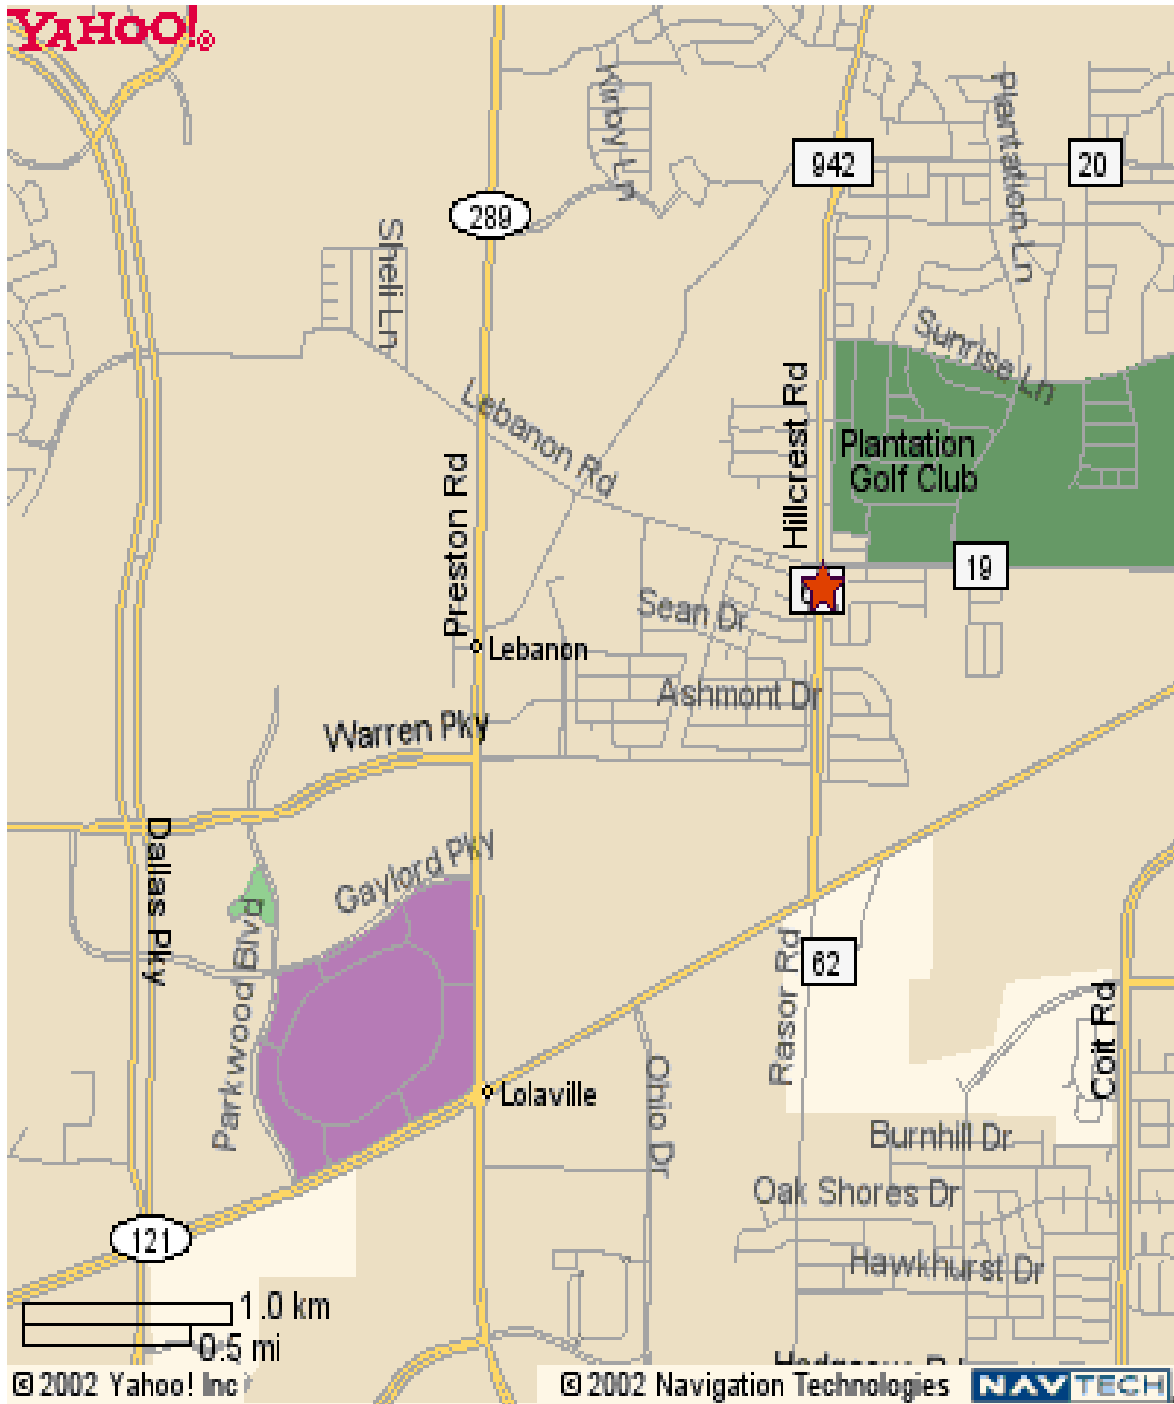 YAHOO!®
Kirby Ln
Plantation Ln
942
20
289
Sheli Ln
Sunrise Ln
Hillcrest Rd
Lebanon Rd
Plantation
Golf Club
Preston Rd
19
Sean Dr
Lebanon
Ashmont Dr
Warren Pky
Dallas Pky
Gaylord Pky
Parkwood Blvd
62
Rasor Rd
Coit Rd
Lolaville
Ohio Dr
Burnhill Dr
Oak Shores Dr
121
Hawkhurst Dr
1.0 km
0.5 mi
© 2002 Yahoo! Inc
© 2002 Navigation Technologies
NAVTECH